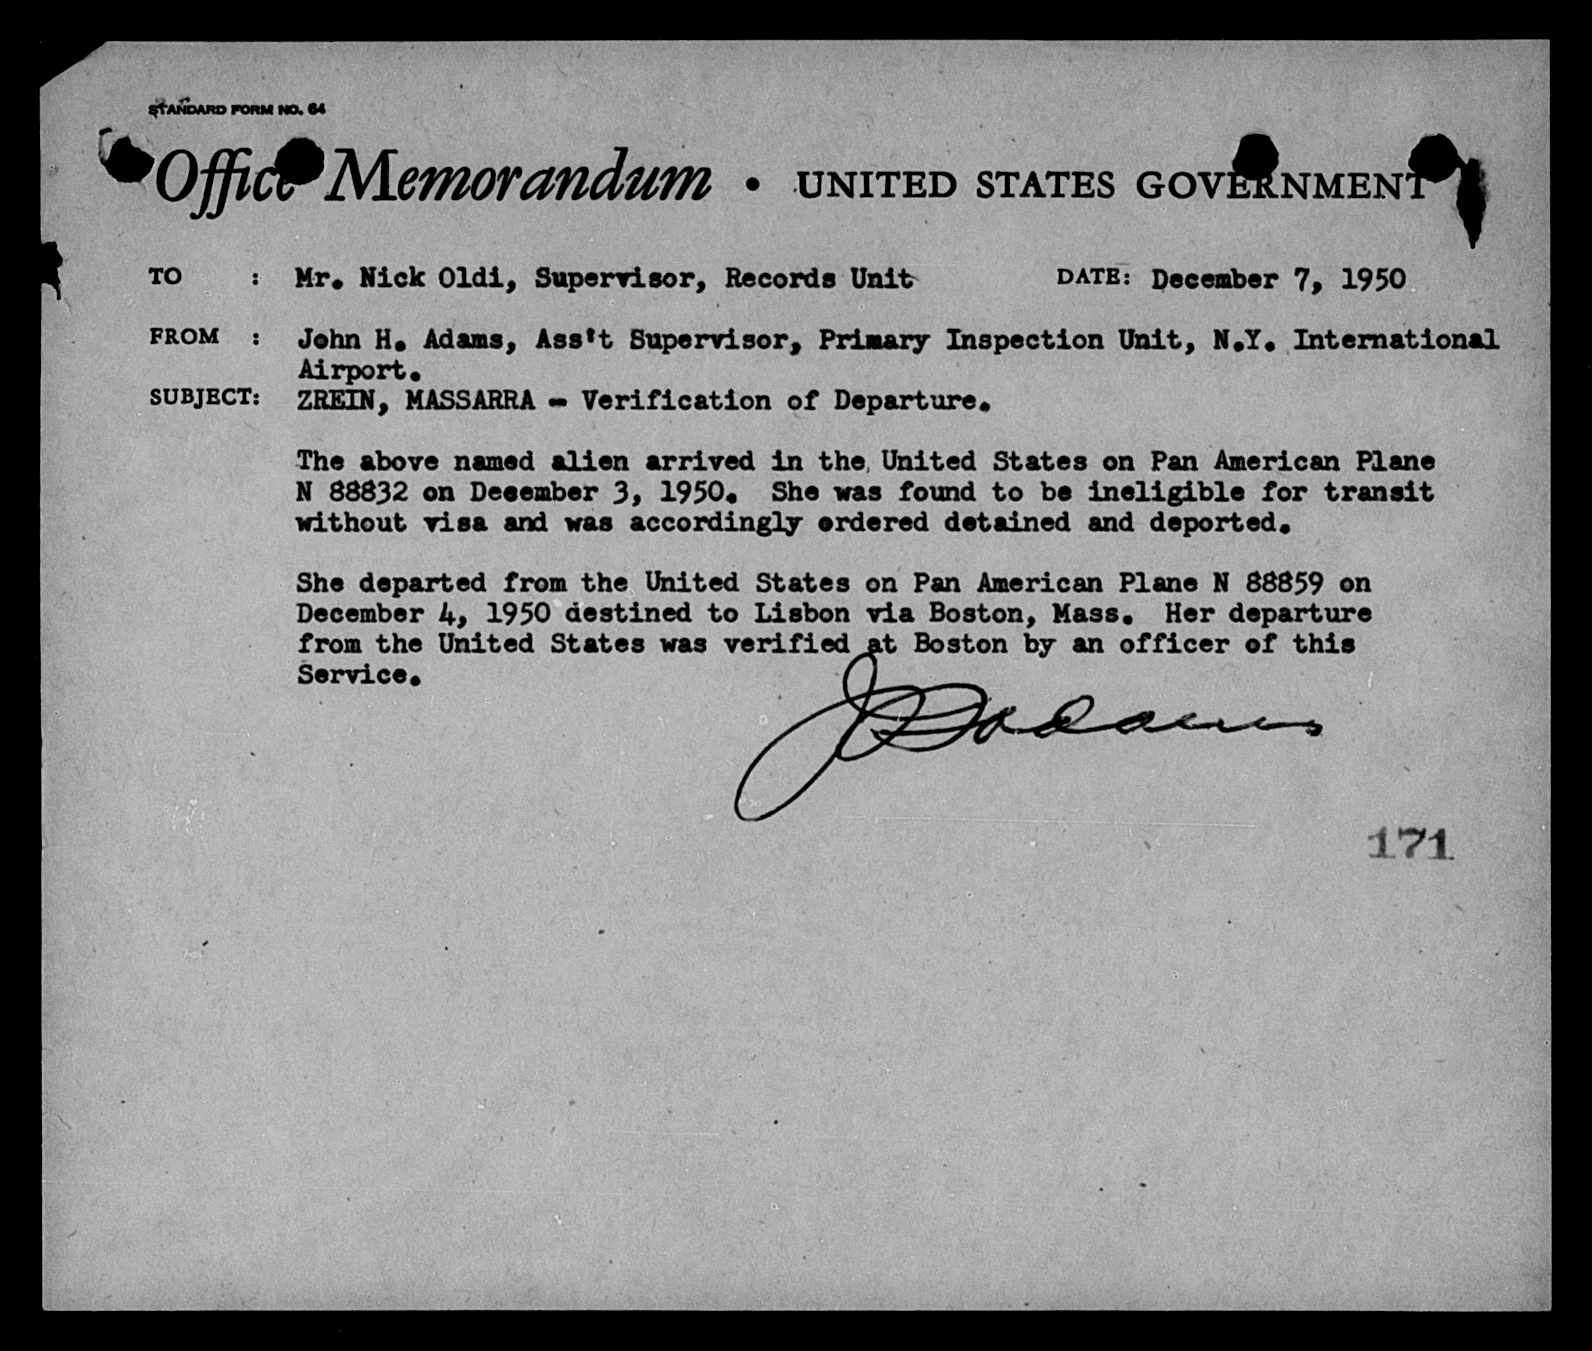 STANDARD FORM NO. 64
Office Memorandum • UNITED STATES GOVERNMENT
TO : Mr. Nick Oldi, Supervisor, Records Unit DATE: December 7, 1950
FROM : John H. Adams, Ass't Supervisor, Primary Inspection Unit, N.Y. International
Airport.
SUBJECT: ZREIN, MASSARRA - Verification of Departure.
The above named alien arrived in the United States on Pan American Plane
N 88832 on December 3, 1950. She was found to be ineligible for transit
without visa and was accordingly ordered detained and deported.
She departed from the United States on Pan American Plane N 88859 on
December 4, 1950 destined to Lisbon via Boston, Mass. Her departure
from the United States was verified at Boston by an officer of this
Service.
171